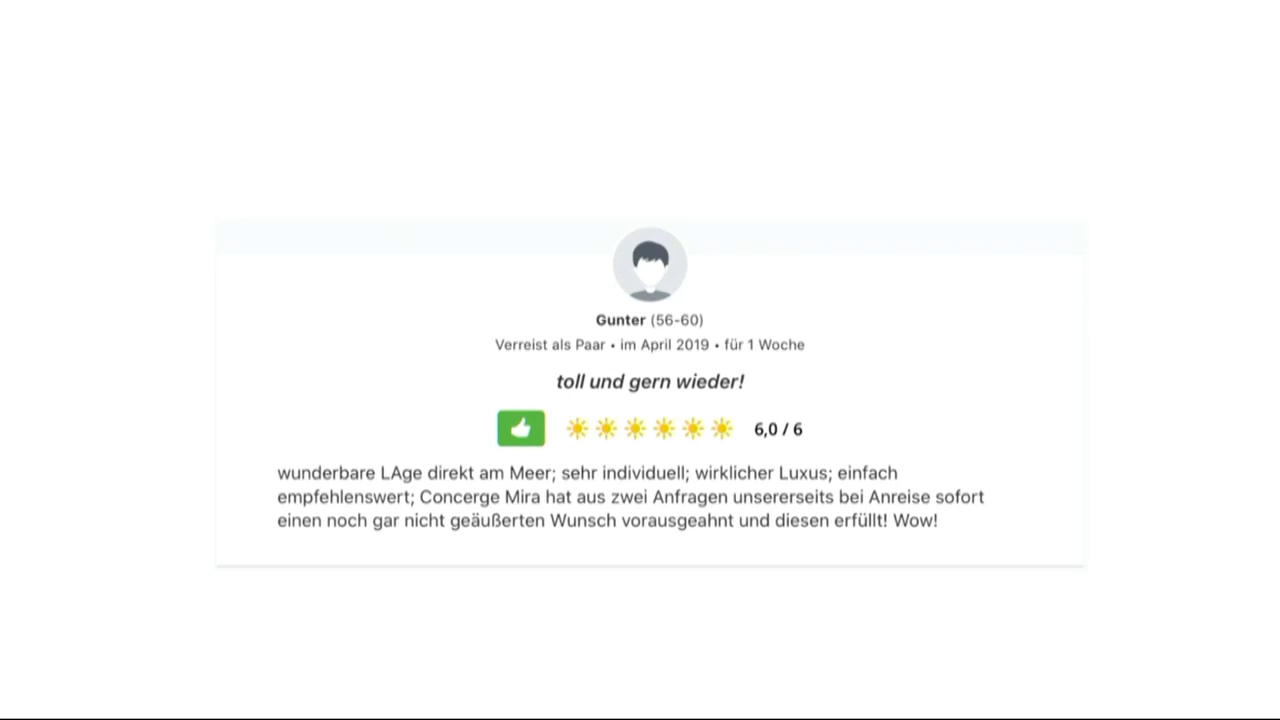 Gunter (56-60)
Verreist als Paar • im April 2019 • für 1 Woche
toll und gern wieder!
6,0 / 6
wunderbare LAge direkt am Meer; sehr individuell; wirklicher Luxus; einfach
empfehlenswert; Concerge Mira hat aus zwei Anfragen unsererseits bei Anreise sofort
einen noch gar nicht geäußerten Wunsch vorausgeahnt und diesen erfüllt! Wow!